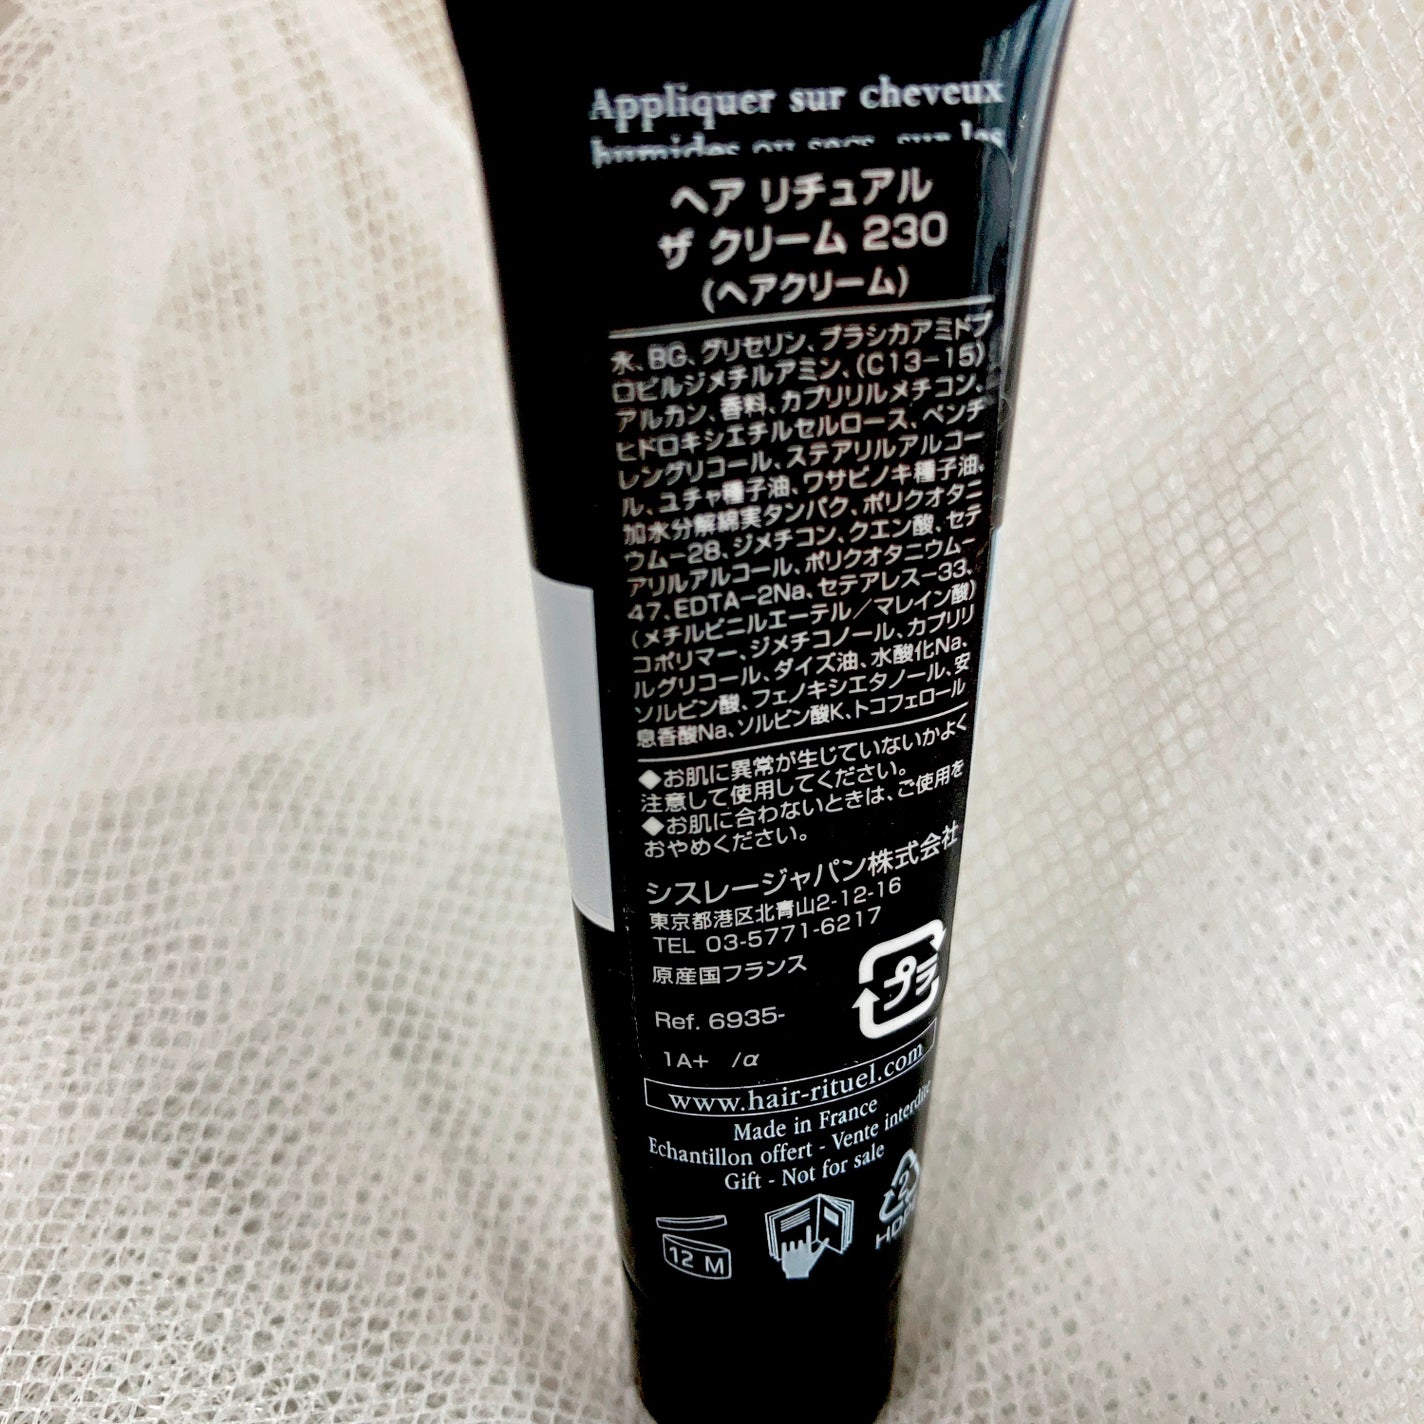 Appliquer sur cheveux
humides ou secs, sur les
ヘア リチュアル
ザ クリーム 230
(ヘアクリーム)
水、BG、グリセリン、ブラシカアミドプ
ロピルジメチルアミン、(C13-15)
アルカン、香料、カプリリルメチコン、
ヒドロキシエチルセルロース、ペンチ
レングリコール、ステアリルアルコー
ル、ユチャ種子油、ワサビノキ種子油、
加水分解綿実タンパク、ポリクオタニ
ウム-28、ジメチコン、クエン酸、セテ
アリルアルコール、ポリクオタニウム-
47、EDTA-2Na、セテアレス-33、
(メチルビニルエーテル/マレイン酸)
コポリマー、ジメチコノール、カプリリ
ルグリコール、ダイズ油、水酸化Na、
ソルビン酸、フェノキシエタノール、安
息香酸Na、ソルビン酸K、トコフェロール
◆お肌に異常が生じていないかよく
注意して使用してください。
◆お肌に合わないときは、ご使用を
おやめください。
シスレージャパン株式会社
東京都港区北青山2-12-16
TEL 03-5771-6217
原産国フランス
プラ
Ref. 6935-
1A+ /α
www.hair-rituel.com
Made in France
Echantillon offert - Vente interdite
Gift - Not for sale
2
HDPE
12 M